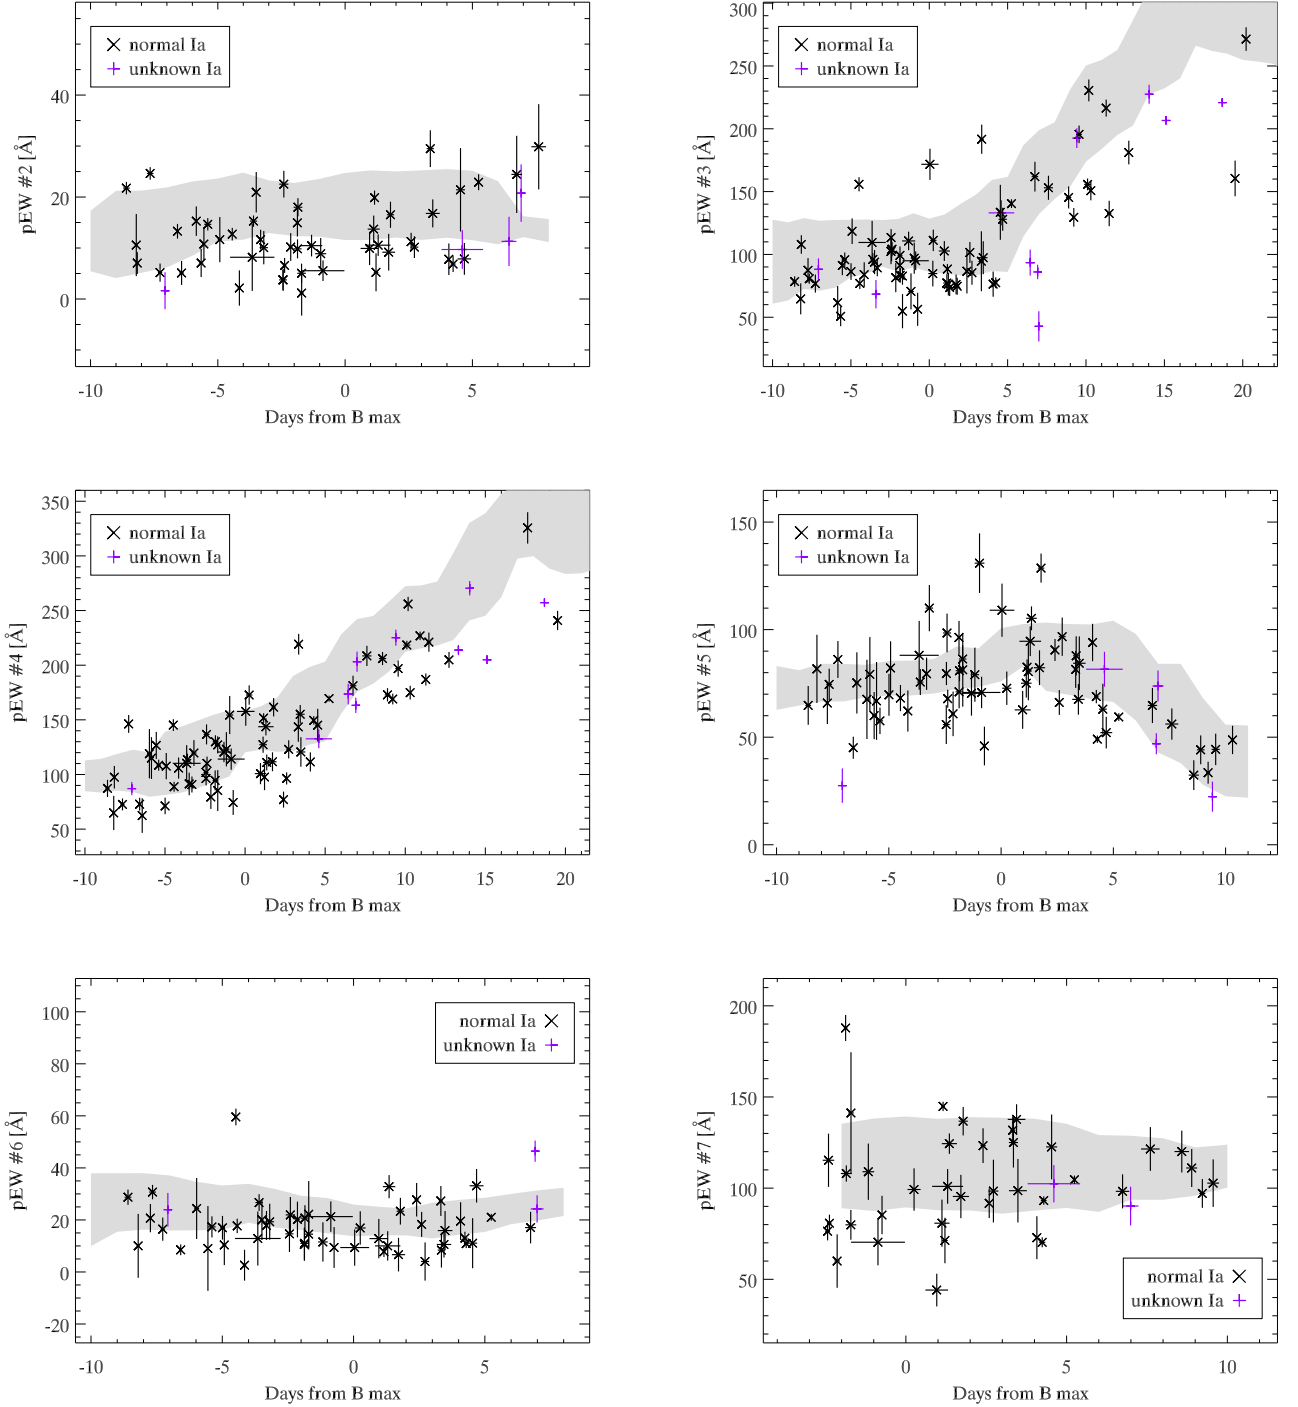 normal Ia
unknown Ia
pEW #2 [Å]
40
20
0
-10 -5 0 5
Days from B max
normal Ia
unknown Ia
pEW #3 [Å]
300
250
200
150
100
50
-10 -5 0 5 10 15 20
Days from B max
normal Ia
unknown Ia
pEW #4 [Å]
350
300
250
200
150
100
50
-10 -5 0 5 10 15 20
Days from B max
normal Ia
unknown Ia
pEW #5 [Å]
150
100
50
0
-10 -5 0 5 10
Days from B max
normal Ia
unknown Ia
pEW #6 [Å]
100
80
60
40
20
0
-20
-10 -5 0 5
Days from B max
normal Ia
unknown Ia
pEW #7 [Å]
200
150
100
50
0 5 10
Days from B max